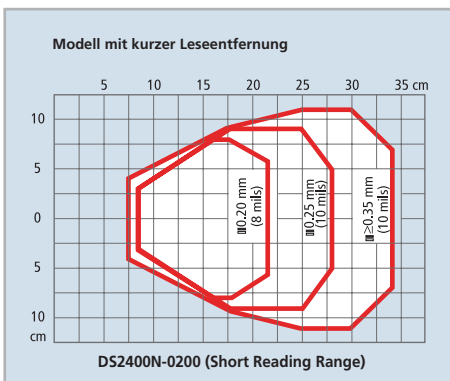 Modell mit kurzer Leseentfernung
5 10 15 20 25 30 35 cm
10
5
0
5
10
cm
0.20 mm
(8 mils)
0.25 mm
(10 mils)
≥0.35 mm
(10 mils)
DS2400N-0200 (Short Reading Range)